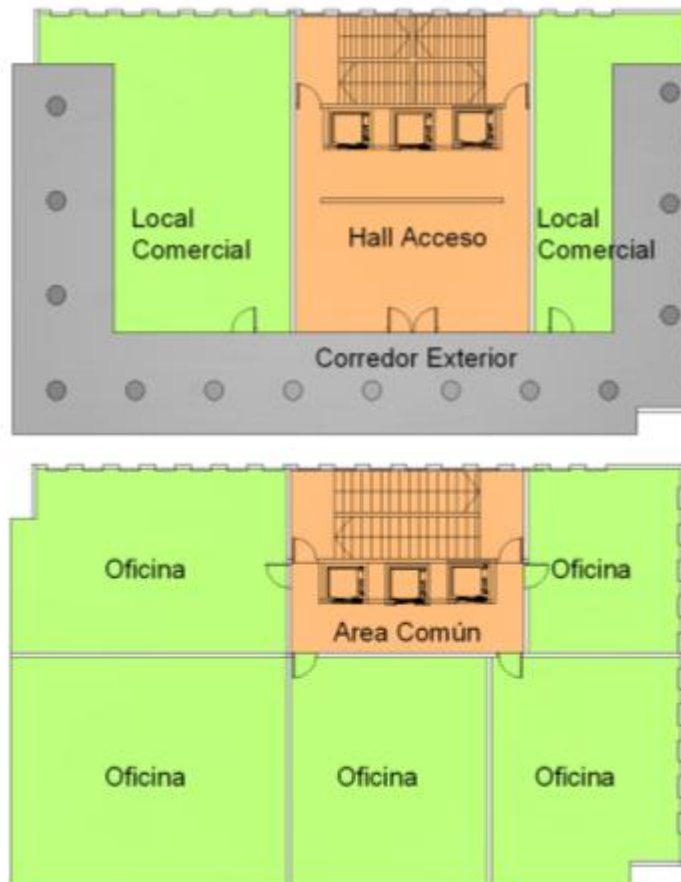 Local
Comercial
Hall Acceso
Local
Comercial
Corredor Exterior
Oficina
Oficina
Area Común
Oficina
Oficina
Oficina